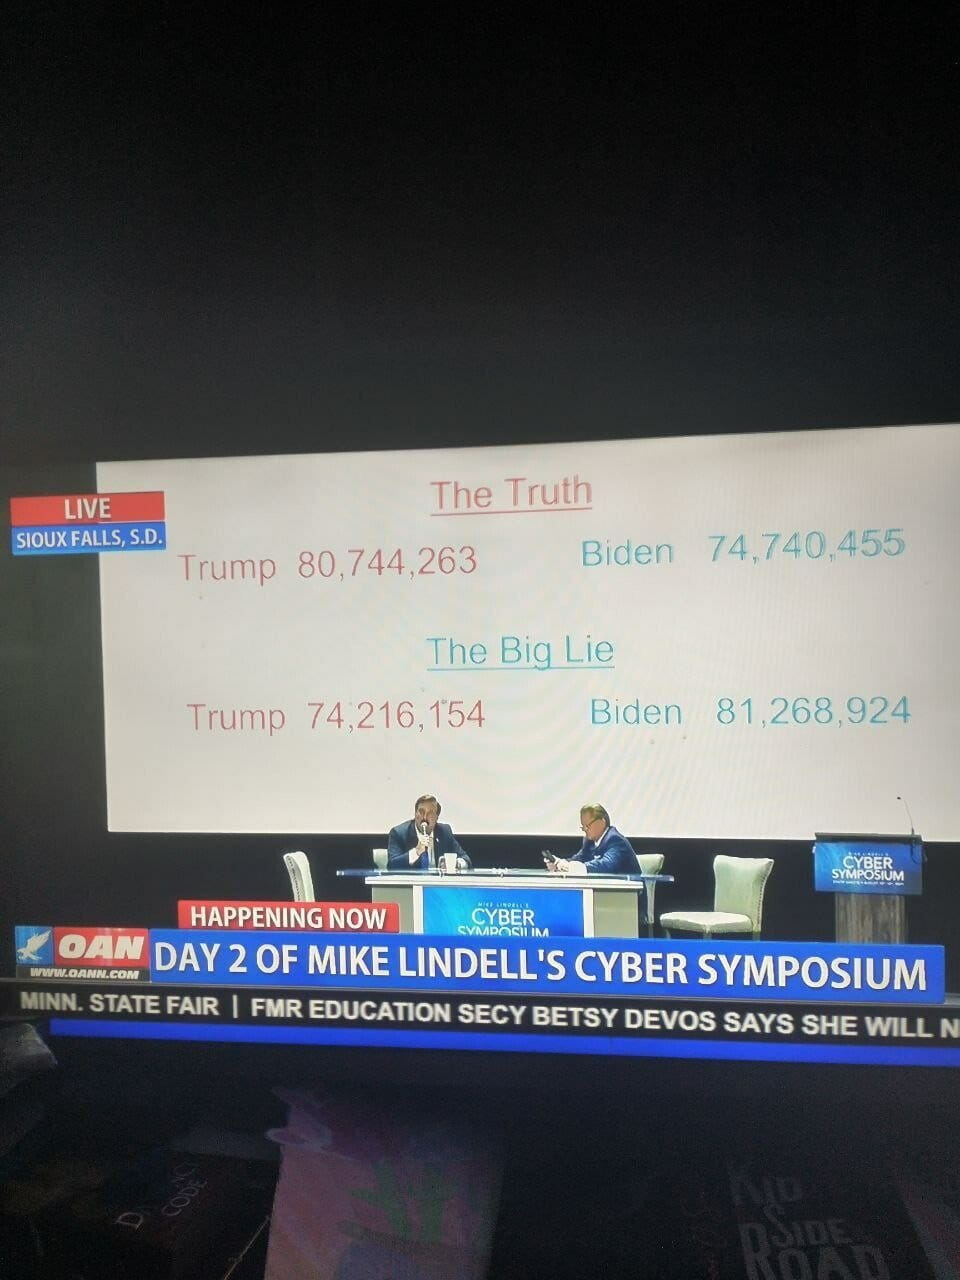 The Truth
LIVE
SIOUX FALLS, S.D.
Trump 80,744,263
Biden 74,740,455
The Big Lie
Trump 74,216,154
Biden 81,268,924
CYBER
SYMPOSIUM
MIKE LINDELL'S
CYBER
SYMPOSIUM
HAPPENING NOW
OAN
WWW.OANN.COM
DAY 2 OF MIKE LINDELL'S CYBER SYMPOSIUM
MINN. STATE FAIR | FMR EDUCATION SECY BETSY DEVOS SAYS SHE WILL N
CODE
SIDE
ROAD